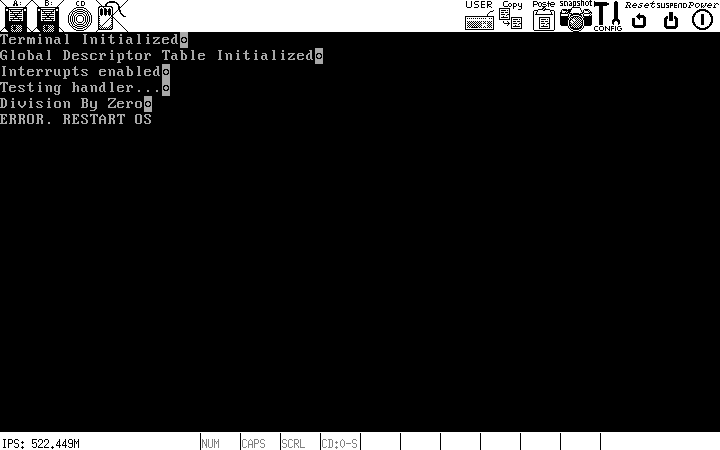 A: B: CD USER Copy Paste snapshot CONFIG Reset SUSPEND Power
Terminal Initialized
Global Descriptor Table Initialized
Interrupts enabled
Testing handler...
Division By Zero
ERROR. RESTART OS
IPS: 522.449M NUM CAPS SCRL CD:0-S